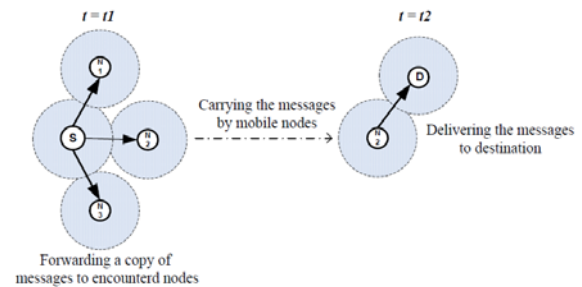 t = t1
t = t2
N
1
D
Carrying the messages
by mobile nodes
S
N
2
N
2
Delivering the messages
to destination
N
3
Forwarding a copy of
messages to encounterd nodes